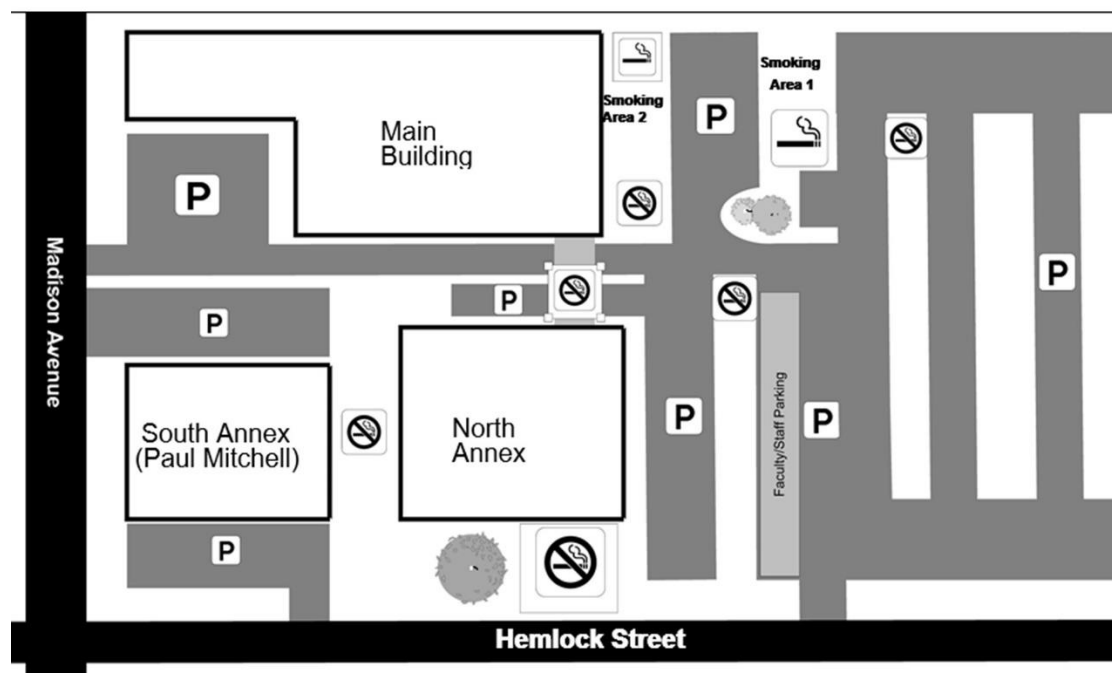 Smoking
Area 1
Smoking
Area 2
P
Main
Building
P
P
Madison Avenue
P
P
P
P
P
South Annex
(Paul Mitchell)
North
Annex
Faculty/Staff Parking
P
Hemlock Street